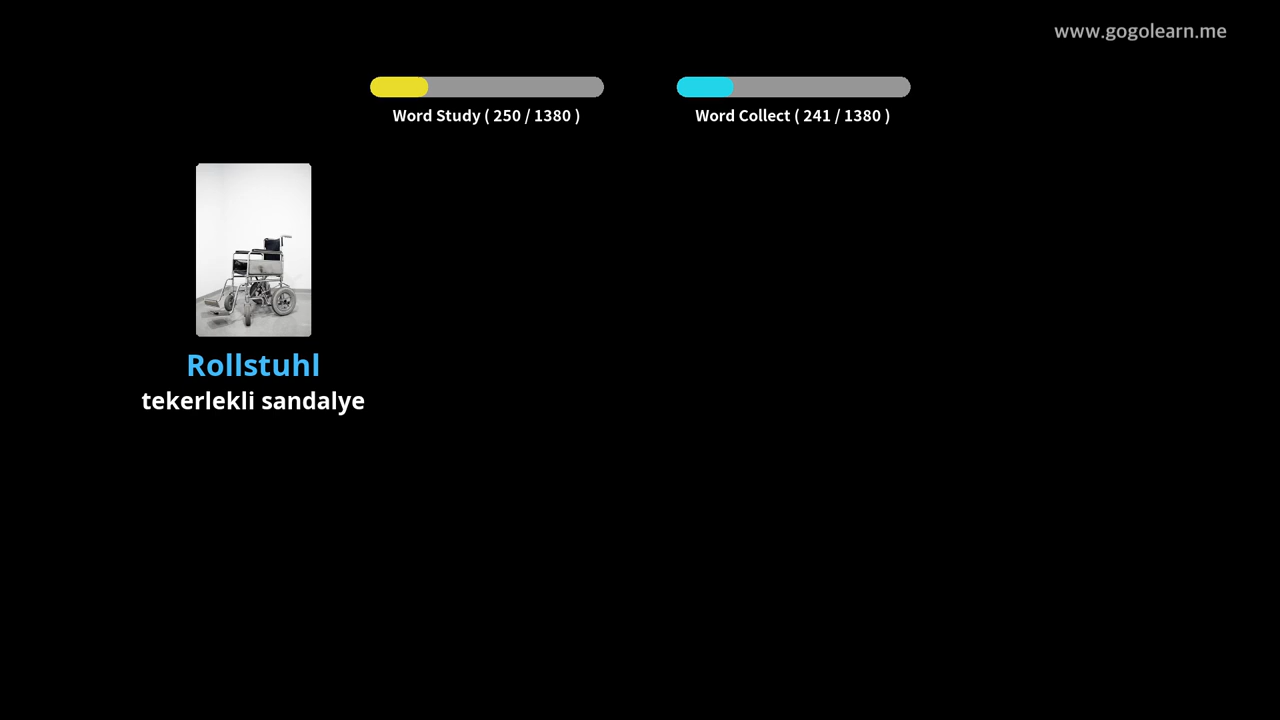 www.gogolearn.me
Word Study ( 250 / 1380 )
Word Collect ( 241 / 1380 )
Rollstuhl
tekerlekli sandalye